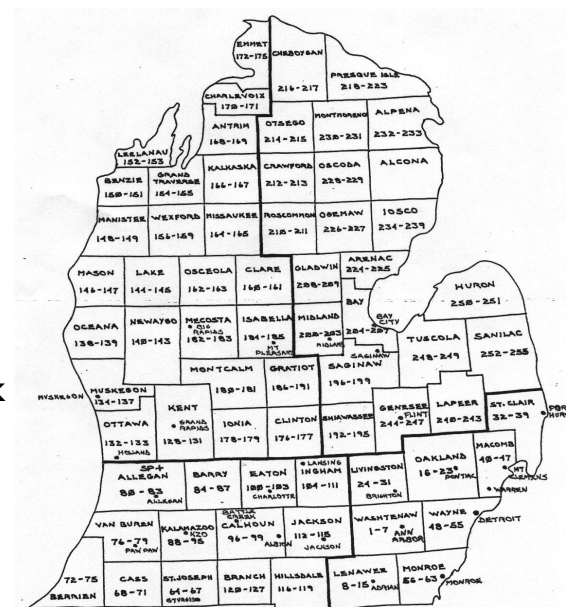 EMMET
172-175
CHEBOYGAN
216-217
PRESQUE ISLE
218-223
CHARLEVOIX
170-171
ANTRIM
168-169
OTSEGO
214-215
MONTMORENO
230-231
ALPENA
232-233
LEELANAU
152-153
BENZIE
150-151
GRAND
TRAVERSE
154-155
KALKASKA
166-167
CRAWFORD
212-213
OSCODA
228-229
ALCONA
MANISTEE
148-149
WEXFORD
156-159
MISSAUKEE
164-165
ROSCOMMON
210-211
OGEMAW
226-227
IOSCO
234-239
MASON
146-147
LAKE
144-145
OSCEOLA
162-163
CLARE
160-161
GLADWIN
208-209
ARENAC
224-225
HURON
250-251
OCEANA
138-139
NEWAYGO
140-143
MECOSTA
BIG
RAPIDS
182-183
ISABELLA
184-185
MT
PLEASANT
MIDLAND
200-203
MIDLAND
BAY
204-207
BAY
CITY
TUSCOLA
248-249
SANILAC
252-255
SAGINAW
SAGINAW
196-199
MONTCALM
180-181
GRATIOT
186-191
MUSKEGON
MUSKEGON
134-137
KENT
GRAND
RAPIDS
128-131
IONIA
178-179
CLINTON
176-177
SHIAWASSEE
192-195
GENESEE
FLINT
244-247
LAPEER
240-243
ST. CLAIR
32-39
OTTAWA
132-133
HOLLAND
SP+
ALLEGAN
80-83
ALLEGAN
BARRY
84-87
EATON
100-103
CHARLOTTE
LANSING
INGHAM
104-111
LIVINGSTON
24-31
BRIGHTON
OAKLAND
16-23
PONTIAC
MACOMB
40-47
MT
CLEMENS
WARREN
VAN BUREN
76-79
PAW PAW
KALAMAZOO
KZO
88-95
BATTLE
CREEK
CALHOUN
96-99
ALBION
JACKSON
112-115
JACKSON
WASHTENAW
1-7
ANN
ARBOR
WAYNE
48-55
DETROIT
72-75
BERRIEN
CASS
68-71
ST. JOSEPH
64-67
STURGIS
BRANCH
120-127
HILLSDALE
116-119
LENAWEE
8-15
ADRIAN
MONROE
56-63
MONROE